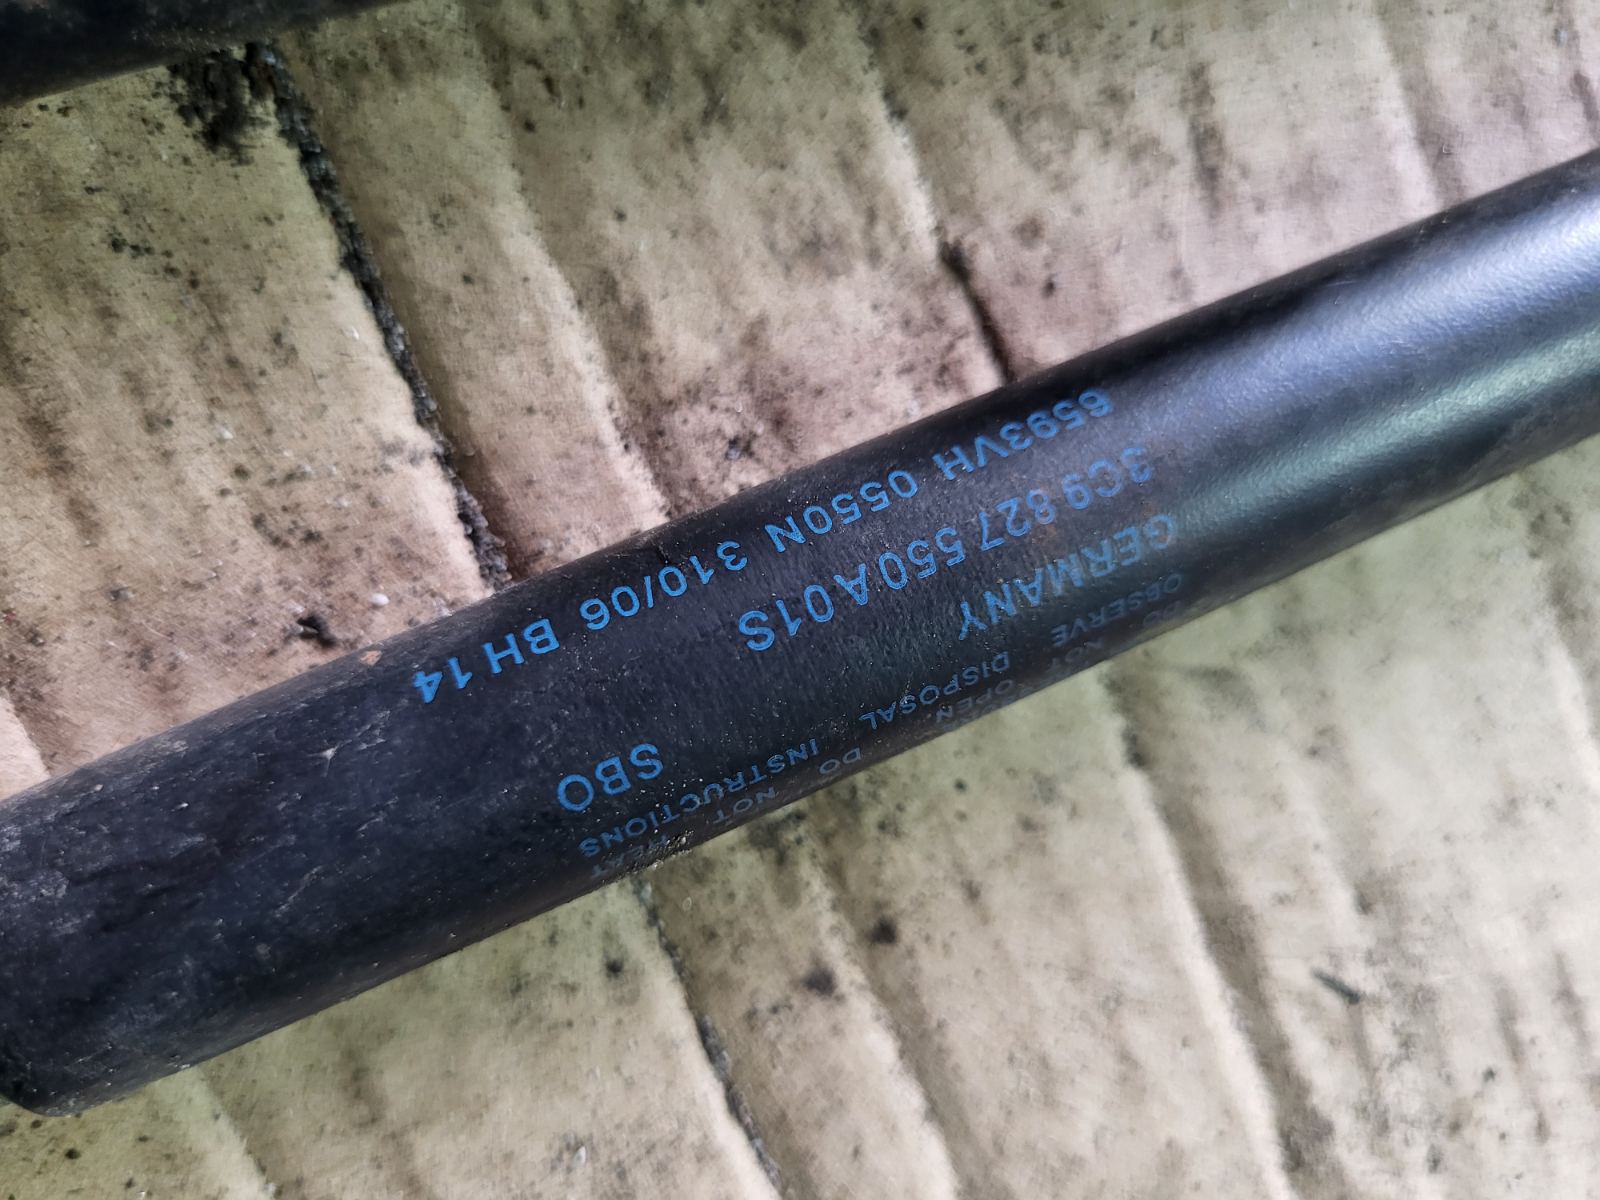 6593VH 0550N 310/06 BH14
3C9 827 550 A 01S
GERMANY SBO
OBSERVE DISPOSAL INSTRUCTIONS
DO NOT OPEN DO NOT HEAT